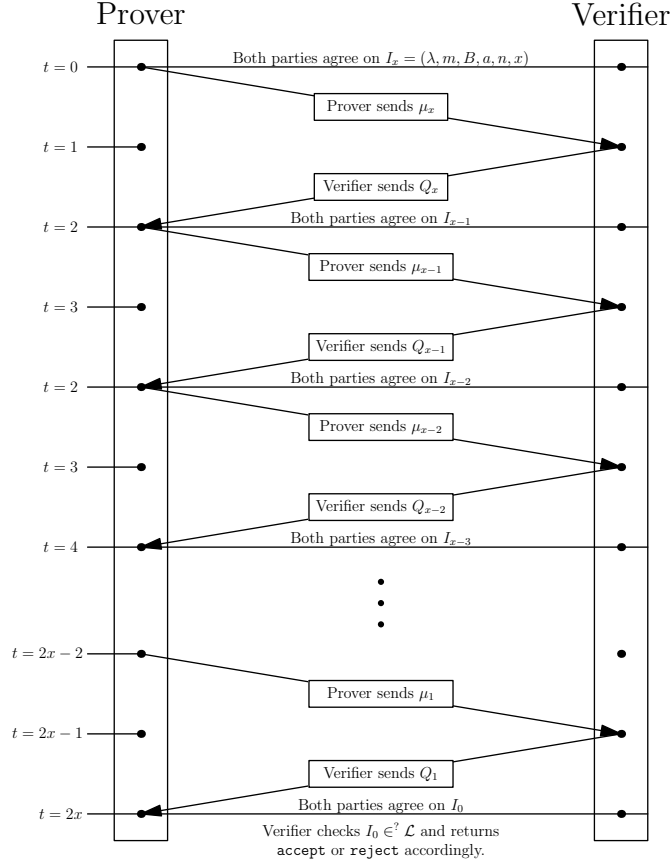 Prover Verifier
t=0 Both parties agree on I_x = (λ, m, B, a, n, x)
Prover sends μ_x
t=1
Verifier sends Q_x
t=2 Both parties agree on I_{x−1}
Prover sends μ_{x−1}
t=3
Verifier sends Q_{x−1}
t=2 Both parties agree on I_{x−2}
Prover sends μ_{x−2}
t=3
Verifier sends Q_{x−2}
t=4 Both parties agree on I_{x−3}
t=2x−2
Prover sends μ_1
t=2x−1
Verifier sends Q_1
t=2x Both parties agree on I_0
Verifier checks I_0 ∈^? ℒ and returns
accept or reject accordingly.